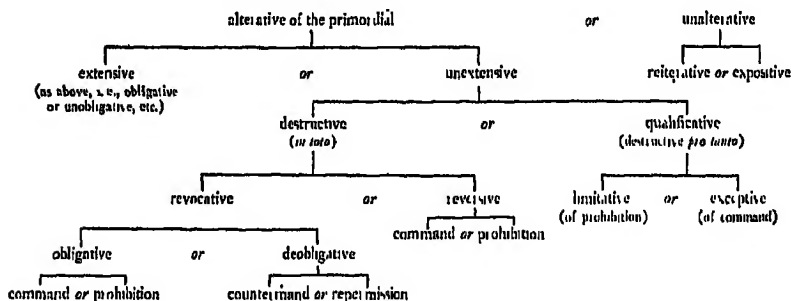 alterative of the primordial or unalterative
extensive or unextensive reiterative or expositive
(as above, i.e., obligative
or unobligative, etc.)
destructive or qualificative
(in toto) (destructive pro tanto)
revocative or reversive limitative or exceptive
(of prohibition) (of command)
command or prohibition
obligative or deobligative
command or prohibition countermand or repermission